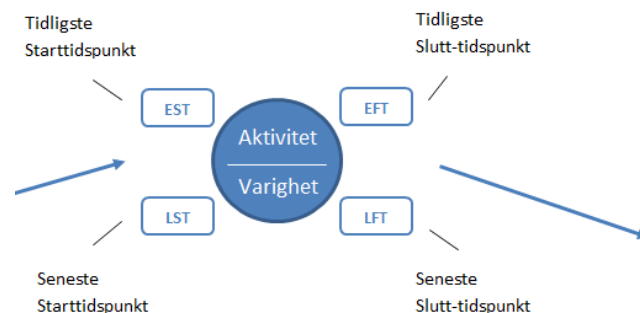 Tidligste
Starttidspunkt
Tidligste
Slutt-tidspunkt
EST
EFT
Aktivitet
Varighet
LST
LFT
Seneste
Starttidspunkt
Seneste
Slutt-tidspunkt